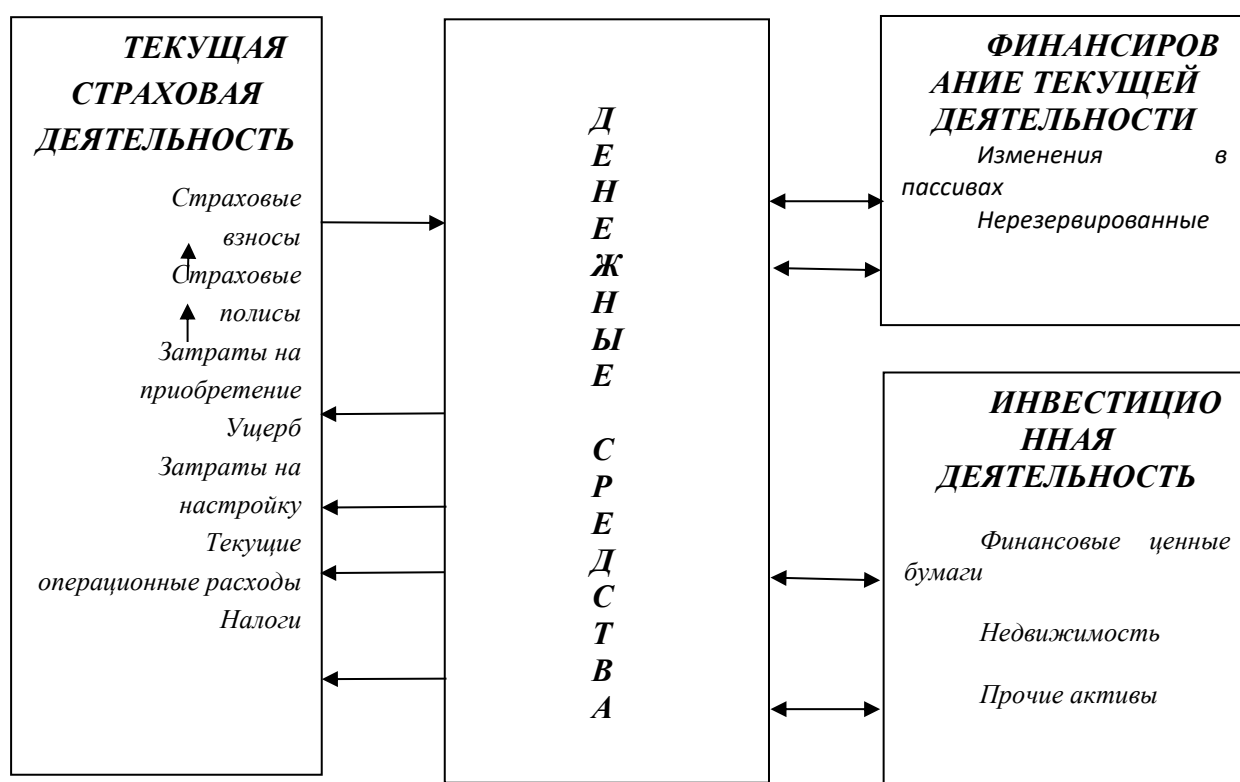 ТЕКУЩАЯ
СТРАХОВАЯ
ДЕЯТЕЛЬНОСТЬ
Страховые
взносы
Страховые
полисы
Затраты на
приобретение
Ущерб
Затраты на
настройку
Текущие
операционные расходы
Налоги
Д
Е
Н
Е
Ж
Н
Ы
Е
С
Р
Е
Д
С
Т
В
А
ФИНАНСИРОВ
АНИЕ ТЕКУЩЕЙ
ДЕЯТЕЛЬНОСТИ
Изменения в
пассивах
Нерезервированные
ИНВЕСТИЦИО
ННАЯ
ДЕЯТЕЛЬНОСТЬ
Финансовые ценные
бумаги
Недвижимость
Прочие активы